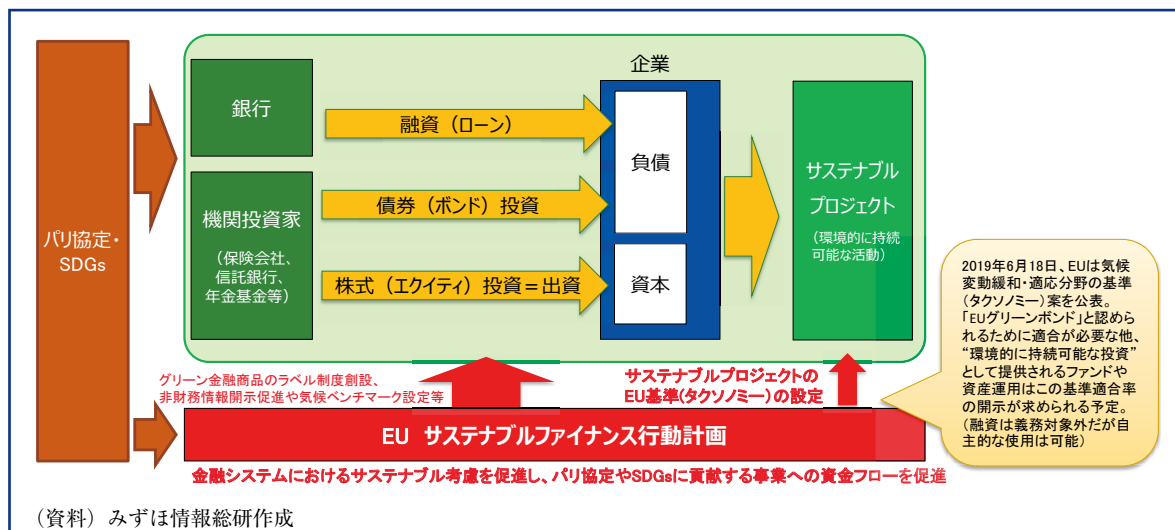 パリ協定・
SDGs
銀行
機関投資家
（保険会社、
信託銀行、
年金基金等）
融資（ローン）
債券（ボンド）投資
株式（エクイティ）投資＝出資
企業
負債
資本
サステナブル
プロジェクト
（環境的に持続
可能な活動）
2019年6月18日、EUは気候
変動緩和・適応分野の基準
（タクソノミー）案を公表。
「EUグリーンボンド」と認めら
れるために適合が必要な他、
“環境的に持続可能な投資”
として提供されるファンドや
資産運用はこの基準適合率
の開示が求められる予定。
（融資は義務対象外だが自
主的な使用は可能）
グリーン金融商品のラベル制度創設、
非財務情報開示促進や気候ベンチマーク設定等
サステナブルプロジェクトの
EU基準(タクソノミー)の設定
EU サステナブルファイナンス行動計画
金融システムにおけるサステナブル考慮を促進し、パリ協定やSDGsに貢献する事業への資金フローを促進
（資料）みずほ情報総研作成